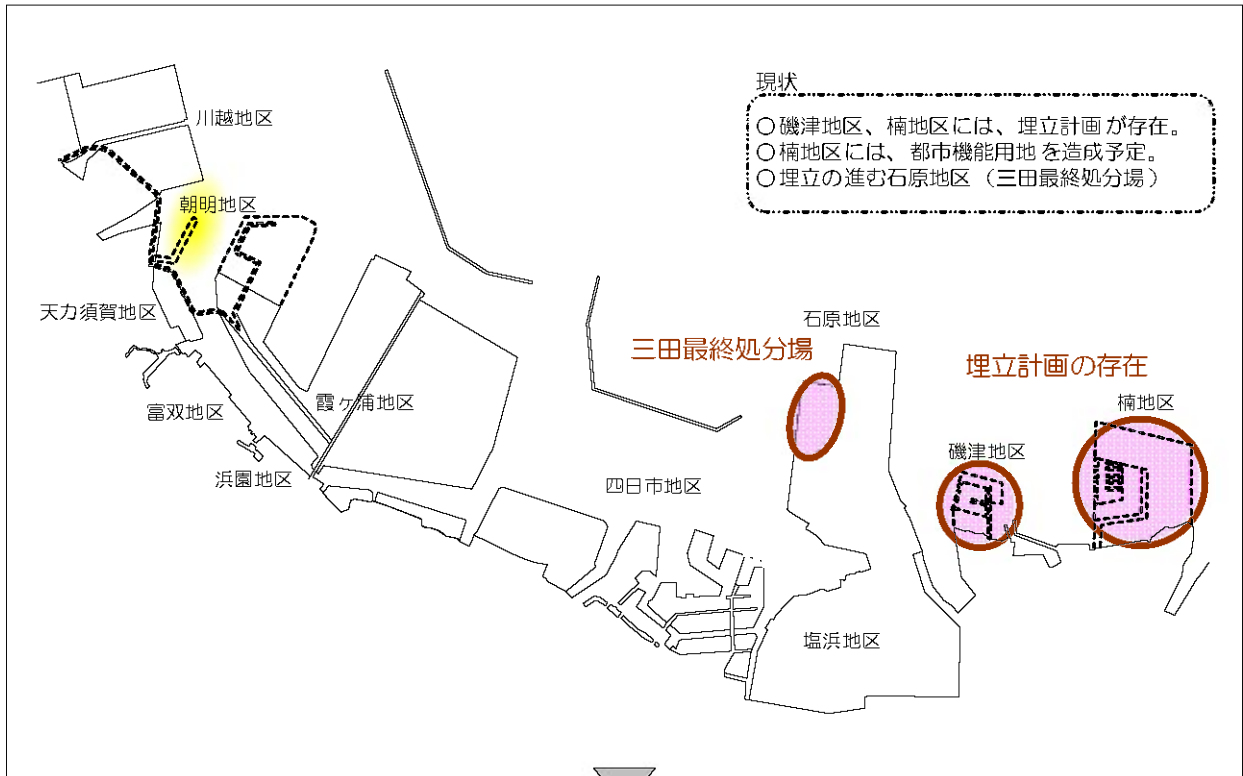 現状
○磯津地区、楠地区には、埋立計画が存在。
○楠地区には、都市機能用地を造成予定。
○埋立の進む石原地区（三田最終処分場）
川越地区
朝明地区
天カ須賀地区
富双地区
霞ヶ浦地区
浜園地区
四日市地区
石原地区
三田最終処分場
埋立計画の存在
楠地区
磯津地区
塩浜地区